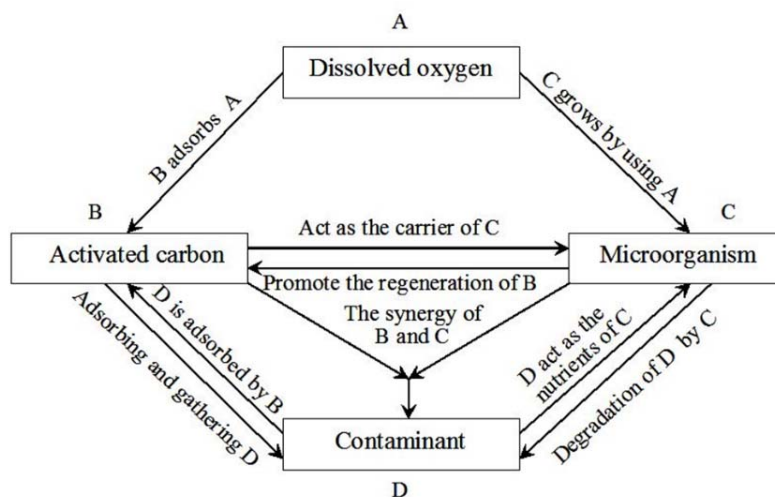 A
Dissolved oxygen
B adsorbs A
C grows by using A
B
C
Activated carbon
Act as the carrier of C
Microorganism
Promote the regeneration of B
The synergy of
B and C
Adsorbing and gathering D
D is adsorbed by B
D act as the
nutrients of C
Degradation of D by C
Contaminant
D